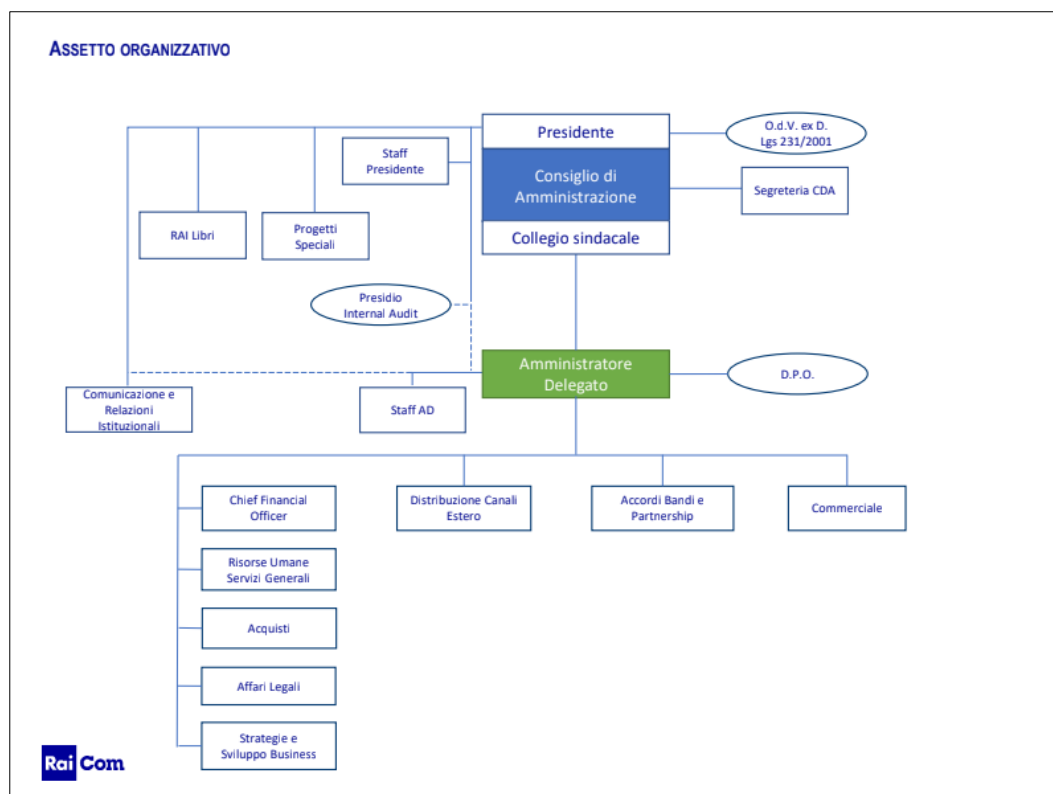 ASSETTO ORGANIZZATIVO
Presidente
O.d.V. ex D.
Lgs 231/2001
Staff
Presidente
Consiglio di
Amministrazione
Segreteria CDA
RAI Libri
Progetti
Speciali
Collegio sindacale
Presidio
Internal Audit
Amministratore
Delegato
D.P.O.
Comunicazione e
Relazioni
Istituzionali
Staff AD
Chief Financial
Officer
Distribuzione Canali
Estero
Accordi Bandi e
Partnership
Commerciale
Risorse Umane
Servizi Generali
Acquisti
Affari Legali
Strategie e
Sviluppo Business
Rai Com